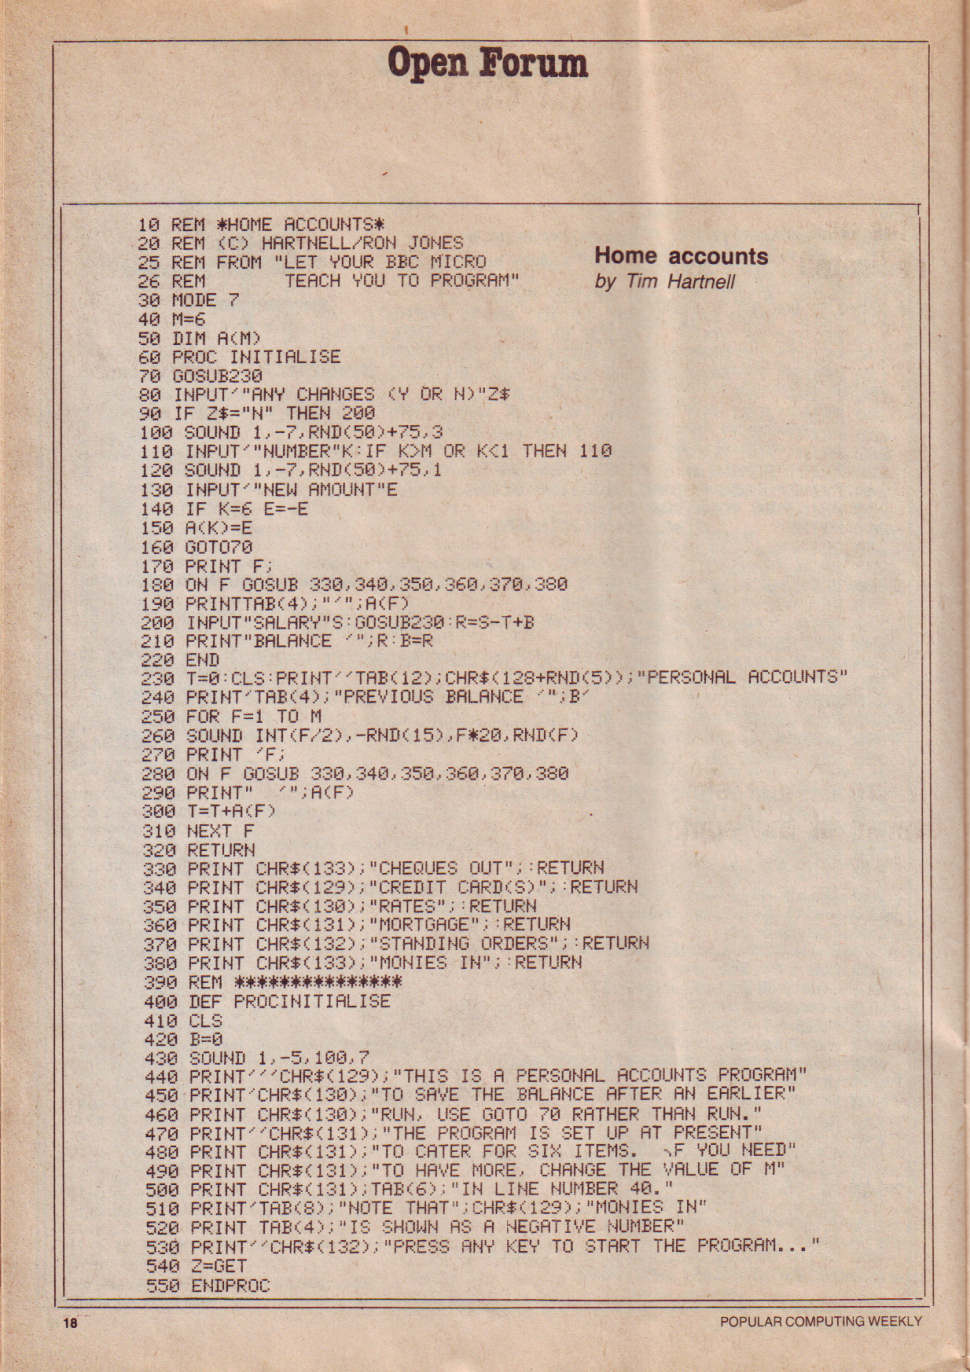 Open Forum
10 REM *HOME ACCOUNTS*
20 REM (C) HARTNELL/RON JONES
25 REM FROM "LET YOUR BBC MICRO
26 REM       TEACH YOU TO PROGRAM"
Home accounts
by Tim Hartnell
30 MODE 7
40 M=6
50 DIM A(M)
60 PROC INITIALISE
70 GOSUB230
80 INPUT'"ANY CHANGES (Y OR N)"Z$
90 IF Z$="N" THEN 200
100 SOUND 1,-7,RND(50)+75,3
110 INPUT'"NUMBER"K:IF K>M OR K<1 THEN 110
120 SOUND 1,-7,RND(50)+75,1
130 INPUT'"NEW AMOUNT"E
140 IF K=6 E=-E
150 A(K)=E
160 GOTO70
170 PRINT F;
180 ON F GOSUB 330,340,350,360,370,380
190 PRINTTAB(4);"'";A(F)
200 INPUT"SALARY"S:GOSUB230:R=S-T+B
210 PRINT"BALANCE '";R:B=R
220 END
230 T=0:CLS:PRINT''TAB(12);CHR$(128+RND(5));"PERSONAL ACCOUNTS"
240 PRINT'TAB(4);"PREVIOUS BALANCE '";B'
250 FOR F=1 TO M
260 SOUND INT(F/2),-RND(15),F*20,RND(F)
270 PRINT 'F;
280 ON F GOSUB 330,340,350,360,370,380
290 PRINT"  '";A(F)
300 T=T+A(F)
310 NEXT F
320 RETURN
330 PRINT CHR$(133);"CHEQUES OUT";:RETURN
340 PRINT CHR$(129);"CREDIT CARD(S)";:RETURN
350 PRINT CHR$(130);"RATES";:RETURN
360 PRINT CHR$(131);"MORTGAGE";:RETURN
370 PRINT CHR$(132);"STANDING ORDERS";:RETURN
380 PRINT CHR$(133);"MONIES IN";:RETURN
390 REM ***************
400 DEF PROCINITIALISE
410 CLS
420 B=0
430 SOUND 1,-5,100,7
440 PRINT'''CHR$(129);"THIS IS A PERSONAL ACCOUNTS PROGRAM"
450 PRINT'CHR$(130);"TO SAVE THE BALANCE AFTER AN EARLIER"
460 PRINT CHR$(130);"RUN, USE GOTO 70 RATHER THAN RUN."
470 PRINT''CHR$(131);"THE PROGRAM IS SET UP AT PRESENT"
480 PRINT CHR$(131);"TO CATER FOR SIX ITEMS.  F YOU NEED"
490 PRINT CHR$(131);"TO HAVE MORE, CHANGE THE VALUE OF M"
500 PRINT CHR$(131);TAB(6);"IN LINE NUMBER 40."
510 PRINT'TAB(8);"NOTE THAT";CHR$(129);"MONIES IN"
520 PRINT TAB(4);"IS SHOWN AS A NEGATIVE NUMBER"
530 PRINT''CHR$(132);"PRESS ANY KEY TO START THE PROGRAM..."
540 Z=GET
550 ENDPROC
18
POPULAR COMPUTING WEEKLY